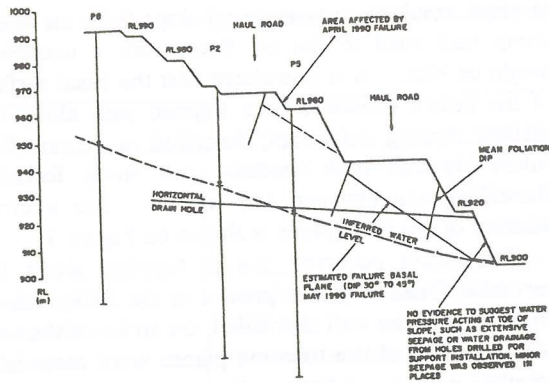 1000
990
980
970
960
950
940
930
920
910
900
RL
(m)
P8
RL990
RL980
P2
HAUL ROAD
P5
AREA AFFECTED BY
APRIL 1990 FAILURE
RL960
HAUL ROAD
MEAN FOLIATION
DIP
RL920
HORIZONTAL
DRAIN HOLE
INFERRED WATER
LEVEL
RL900
ESTIMATED FAILURE BASAL
PLANE (DIP 30° TO 45°)
MAY 1990 FAILURE
NO EVIDENCE TO SUGGEST WATER
PRESSURE ACTING AT TOE OF
SLOPE, SUCH AS EXTENSIVE
SEEPAGE OR WATER DRAINAGE
FROM HOLES DRILLED FOR
SUPPORT INSTALLATION. MINOR
SEEPAGE WAS OBSERVED IN
PLACES